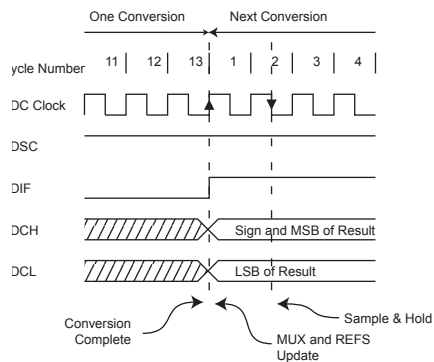 One Conversion Next Conversion
ycle Number 11 12 13 1 2 3 4
DC Clock
DSC
DIF
DCH Sign and MSB of Result
DCL LSB of Result
Sample & Hold
Conversion
Complete
MUX and REFS
Update